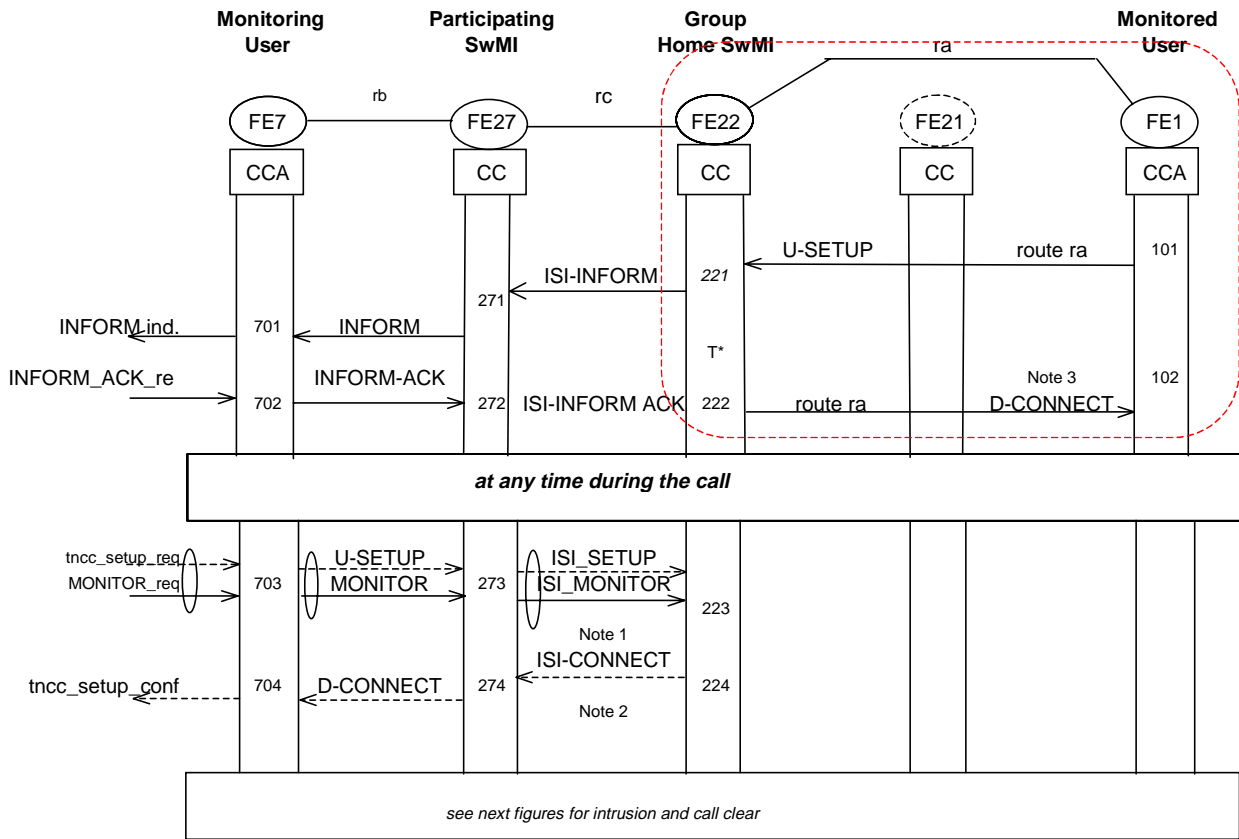 Monitoring User
Participating SwMI
Group Home SwMI
Monitored User
ra
rb
rc
FE7
FE27
FE22
FE21
FE1
CCA
CC
CC
CC
CCA
U-SETUP
route ra
101
ISI-INFORM
221
271
INFORM ind.
701
INFORM
T*
INFORM_ACK_re
702
INFORM-ACK
272
ISI-INFORM ACK
222
route ra
Note 3
D-CONNECT
102
at any time during the call
tncc_setup_req
U-SETUP
ISI_SETUP
MONITOR_req
703
MONITOR
273
ISI_MONITOR
223
Note 1
ISI-CONNECT
tncc_setup_conf
704
D-CONNECT
274
224
Note 2
see next figures for intrusion and call clear